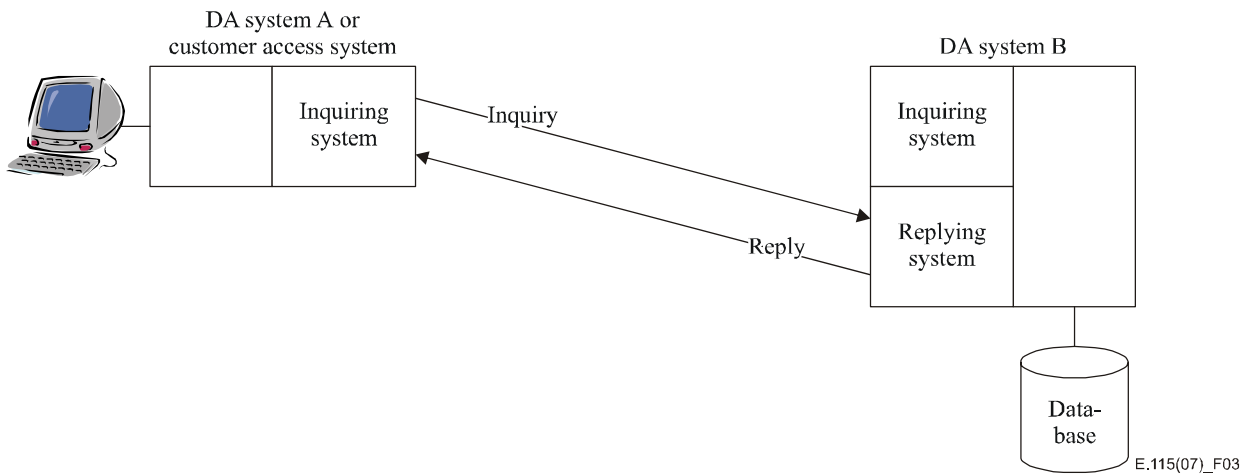 DA system A or
customer access system
DA system B
Inquiring
system
Inquiry
Inquiring
system
Reply
Replying
system
Data-
base
E.115(07)_F03